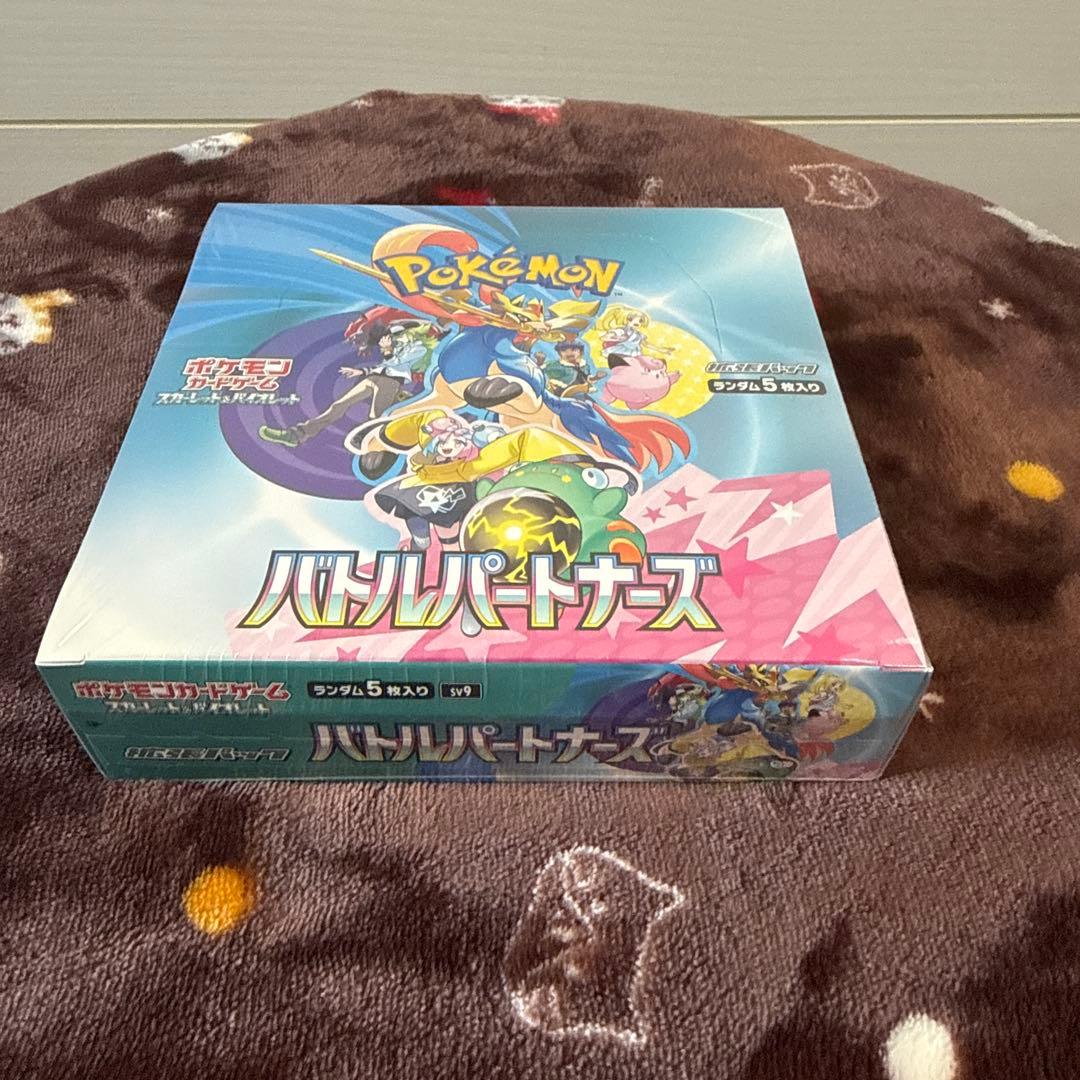 POKÉMON
TM
ポケモン
カードゲーム
スカーレット&バイオレット
拡張パック
ランダム5枚入り
バトルパートナーズ
ポケモンカードゲーム
スカーレット&バイオレット
ランダム5枚入り
SV9
拡張パック
バトルパートナーズ